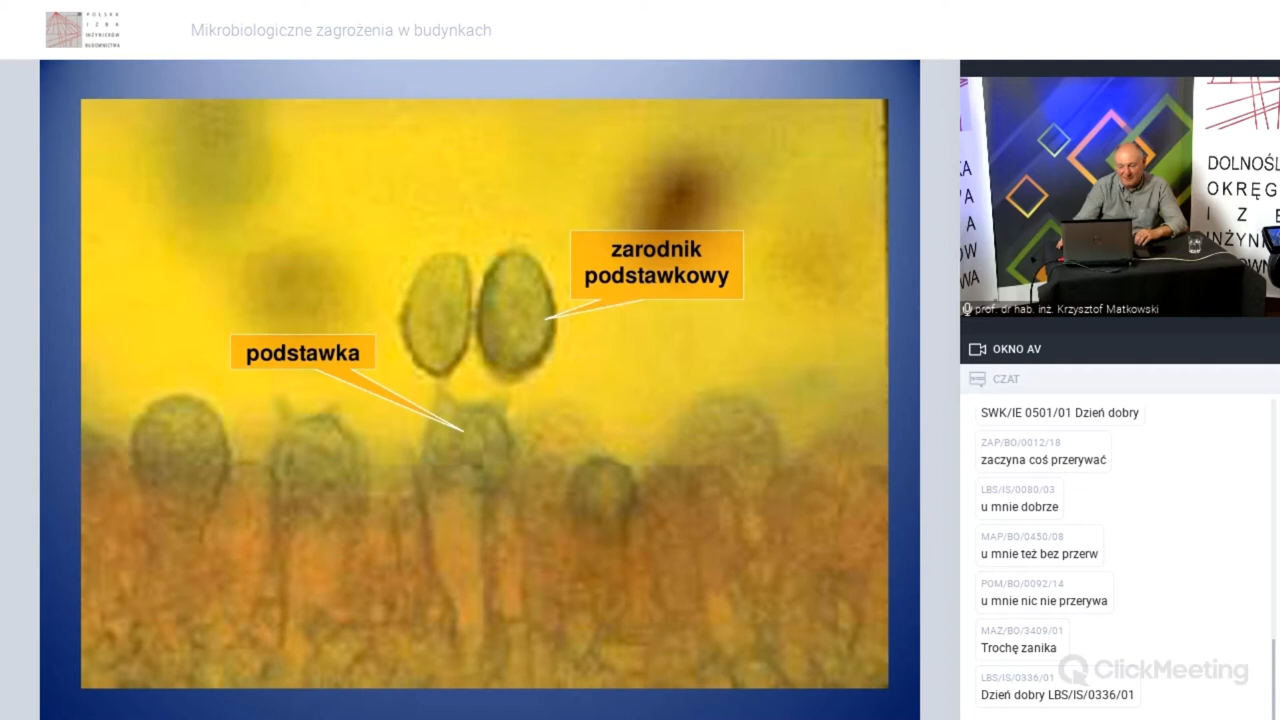 POLSKA
IZBA
INŻYNIERÓW
BUDOWNICTWA
Mikrobiologiczne zagrożenia w budynkach
zarodnik
podstawkowy
podstawka
DOLNOŚL
OKRĘG
I Z B
INŻYNI
prof. dr hab. inż. Krzysztof Matkowski
OKNO AV
CZAT
SWK/IE 0501/01 Dzień dobry
ZAP/BO/0012/18
zaczyna coś przerywać
LBS/IS/0080/03
u mnie dobrze
MAP/BO/0450/08
u mnie też bez przerw
POM/BO/0092/14
u mnie nic nie przerywa
MAZ/BO/3409/01
Trochę zanika
LBS/IS/0336/01
Dzień dobry LBS/IS/0336/01
ClickMeeting